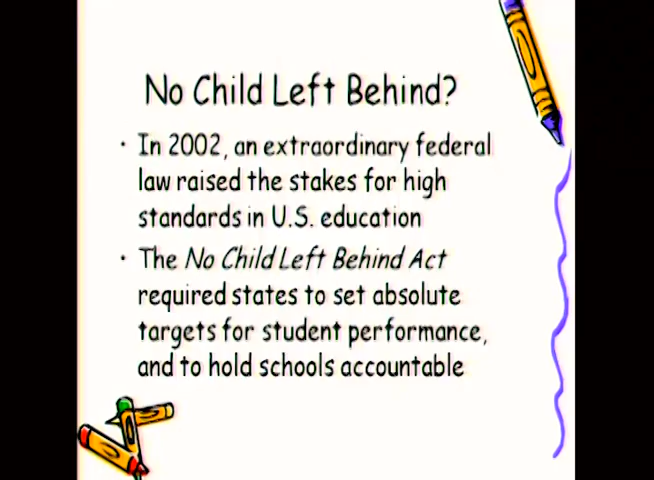 No Child Left Behind?
• In 2002, an extraordinary federal
law raised the stakes for high
standards in U.S. education
• The No Child Left Behind Act
required states to set absolute
targets for student performance,
and to hold schools accountable